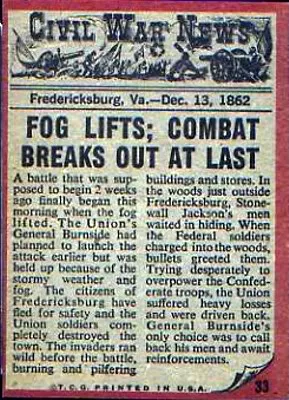 CIVIL WAR NEWS
Fredericksburg, Va.—Dec. 13, 1862
FOG LIFTS; COMBAT
BREAKS OUT AT LAST
A battle that was sup-
posed to begin 2 weeks
ago finally began this
morning when the fog
lifted. The Union's
General Burnside had
planned to launch the
attack earlier but was
held up because of the
stormy weather and
fog. The citizens of
Fredericksburg have
fled for safety and the
Union soldiers com-
pletely destroyed the
town. The invaders ran
wild before the battle,
burning and pilfering
buildings and stores. In
the woods just outside
Fredericksburg, Stone-
wall Jackson's men
waited in hiding. When
the Federal soldiers
charged into the woods,
bullets greeted them.
Trying desperately to
overpower the Confed-
erate troops, the Union
suffered heavy losses
and were driven back.
General Burnside's
only choice was to call
back his men and await
reinforcements.
©T.C.G. PRINTED IN U.S.A.
33